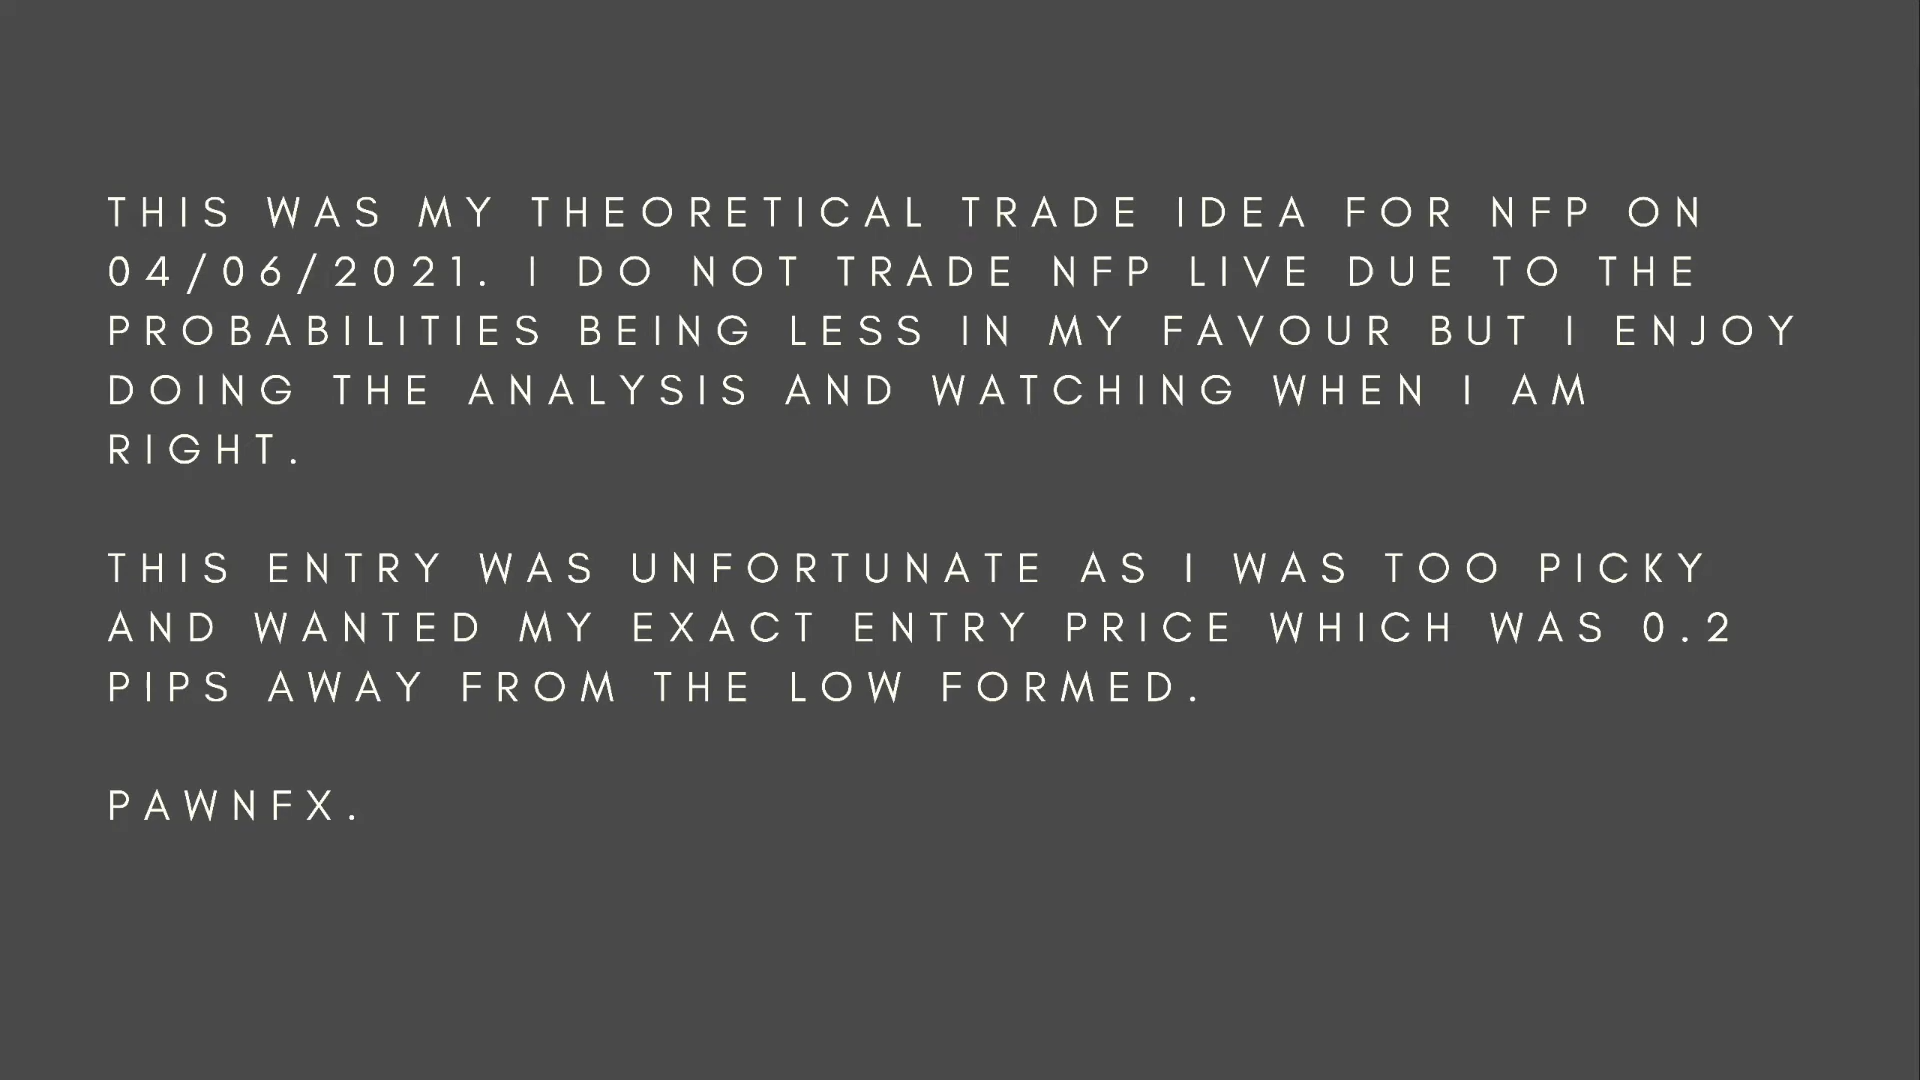 THIS WAS MY THEORETICAL TRADE IDEA FOR NFP ON
04/06/2021. I DO NOT TRADE NFP LIVE DUE TO THE
PROBABILITIES BEING LESS IN MY FAVOUR BUT I ENJOY
DOING THE ANALYSIS AND WATCHING WHEN I AM
RIGHT.
THIS ENTRY WAS UNFORTUNATE AS I WAS TOO PICKY
AND WANTED MY EXACT ENTRY PRICE WHICH WAS 0.2
PIPS AWAY FROM THE LOW FORMED.
PAWNFX.